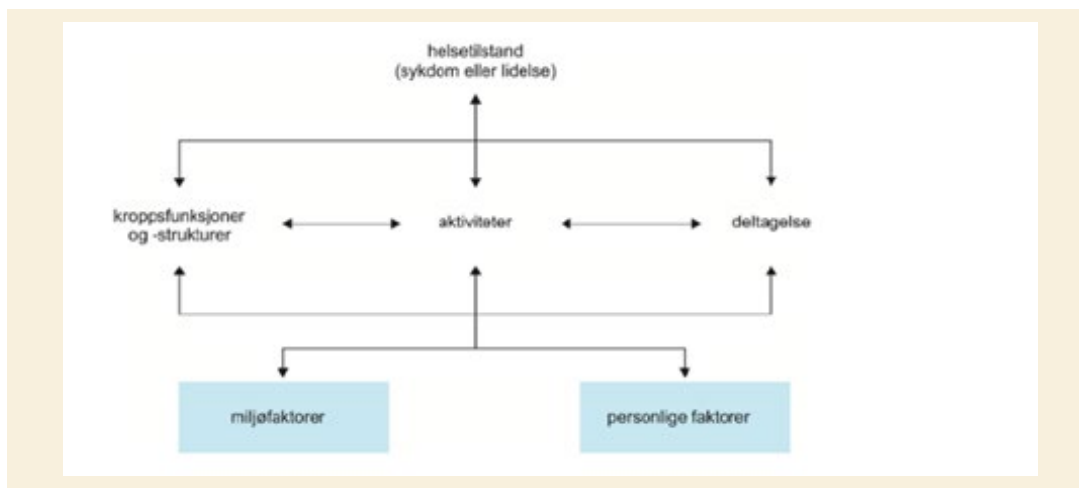 helsetilstand
(sykdom eller lidelse)
kroppsfunksjoner
og -strukturer
aktiviteter
deltagelse
miljøfaktorer
personlige faktorer